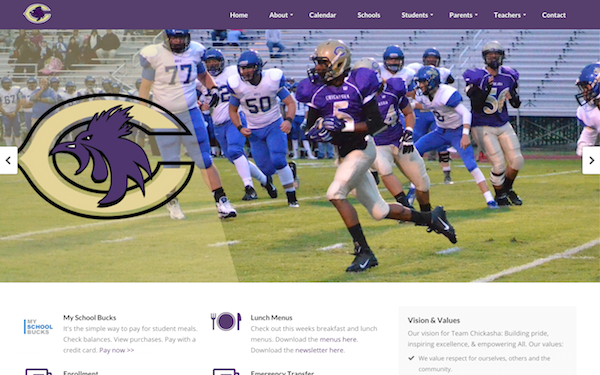 Home About Calendar Schools Students Parents Teachers Contact
77
50
CHICKASHA
My School Bucks
MY
SCHOOL
BUCKS
It's the simple way to pay for student meals.
Check balances. View purchases. Pay with a
credit card. Pay now >>
Lunch Menus
Check out this weeks breakfast and lunch
menus. Download the menus here.
Download the newsletter here.
Vision & Values
Our vision for Team Chickasha: Building pride,
inspiring excellence, & empowering All. Our values:
We value respect for ourselves, others and the
community.
Enrollment
Emergency Transfer